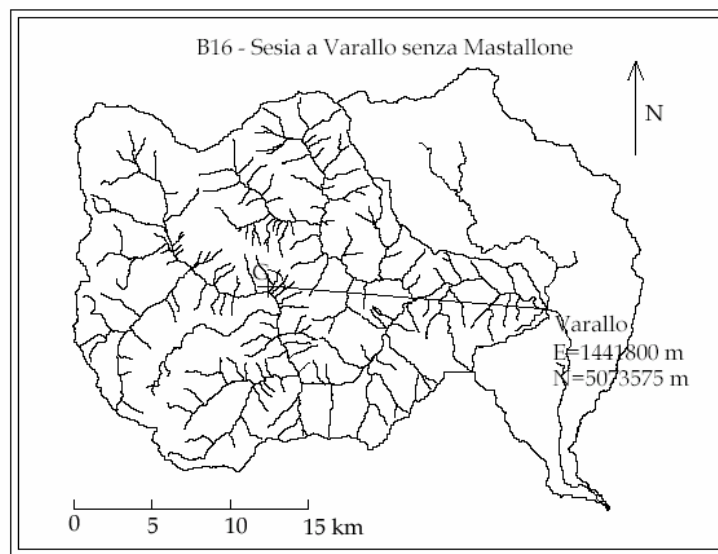 B16 - Sesia a Varallo senza Mastallone
N
G
Varallo
E=1441800 m
N=5073575 m
0 5 10 15 km